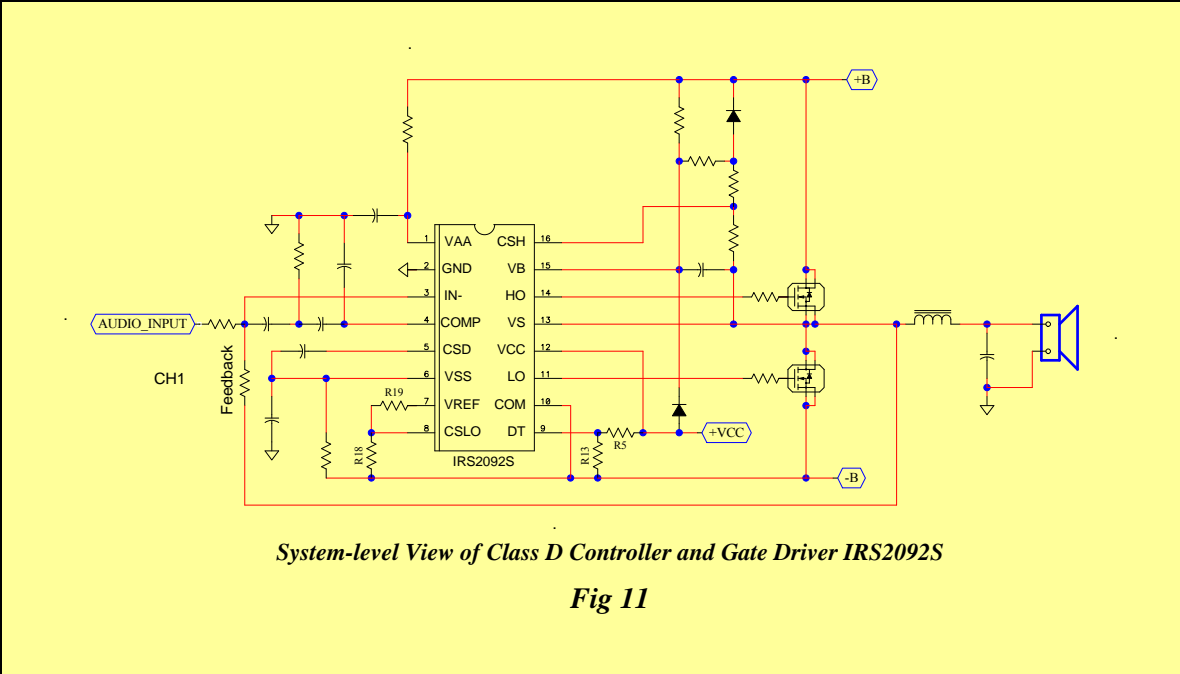 +B
1 VAA CSH 16
2 GND VB 15
3 IN- HO 14
AUDIO_INPUT
4 COMP VS 13
5 CSD VCC 12
CH1
Feedback
6 VSS LO 11
R19
7 VREF COM 10
8 CSLO DT 9
+VCC
R18
R13
R5
IRS2092S
-B
System-level View of Class D Controller and Gate Driver IRS2092S
Fig 11